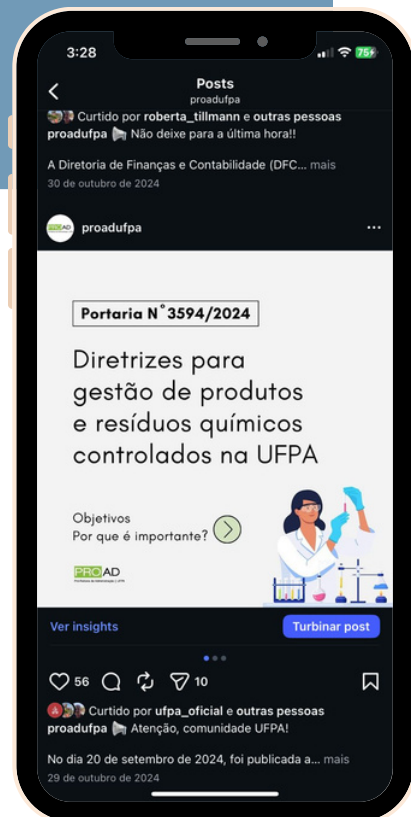 3:28
75
Posts
proadufpa
Curtido por roberta_tillmann e outras pessoas
proadufpa Não deixe para a última hora!!
A Diretoria de Finanças e Contabilidade (DFC... mais
30 de outubro de 2024
PROAD
proadufpa
Portaria N°3594/2024
Diretrizes para
gestão de produtos
e resíduos químicos
controlados na UFPA
Objetivos
Por que é importante?
PROAD
Ver insights
Turbinar post
56
10
Curtido por ufpa_oficial e outras pessoas
proadufpa Atenção, comunidade UFPA!
No dia 20 de setembro de 2024, foi publicada a... mais
29 de outubro de 2024